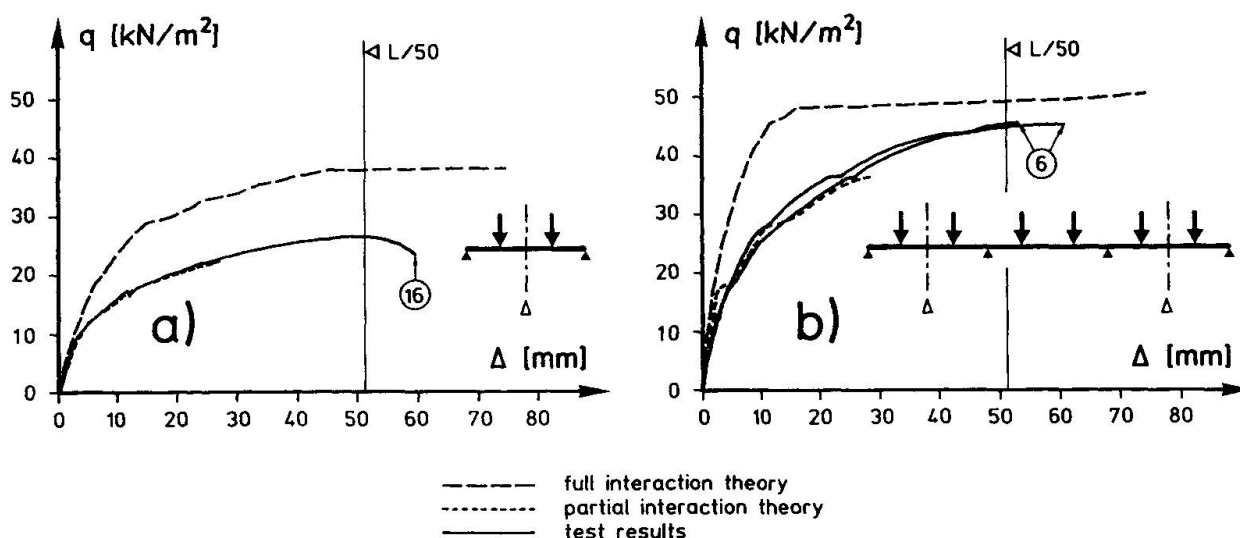 q [kN/m²]
◁ L/50
50
40
30
20
10
0
a)
16
Δ
Δ [mm]
0 10 20 30 40 50 60 70 80
q [kN/m²]
◁ L/50
50
40
30
20
10
0
b)
6
Δ
Δ
Δ [mm]
0 10 20 30 40 50 60 70 80
full interaction theory
partial interaction theory
test results